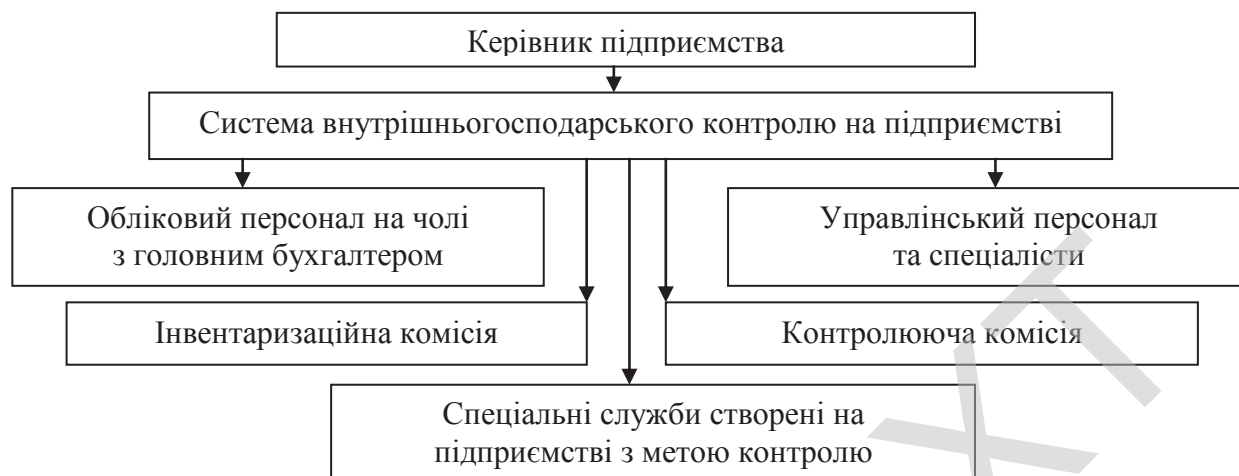 Керівник підприємства
Система внутрішньогосподарського контролю на підприємстві
Обліковий персонал на чолі
з головним бухгалтером
Управлінський персонал
та спеціалісти
Інвентаризаційна комісія
Контролююча комісія
Спеціальні служби створені на
підприємстві з метою контролю
ХТ